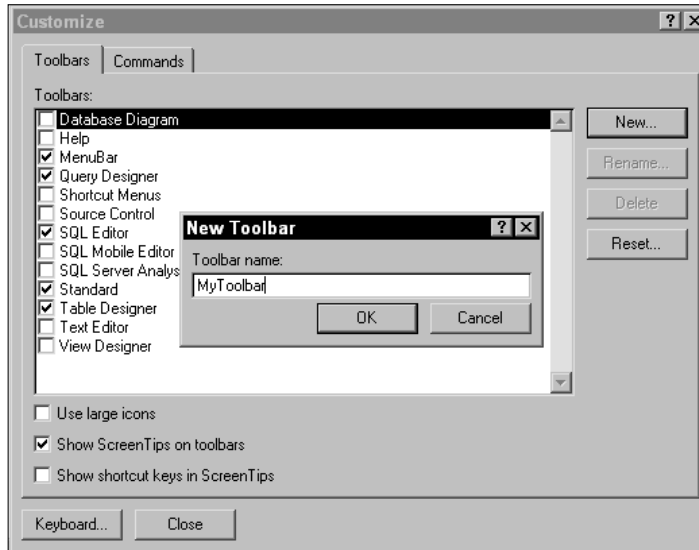 Customize
Toolbars
Commands
Toolbars:
Database Diagram
Help
MenuBar
Query Designer
Shortcut Menus
Source Control
SQL Editor
SQL Mobile Editor
SQL Server Analys
Standard
Table Designer
Text Editor
View Designer
New...
Rename...
Delete
Reset...
New Toolbar
Toolbar name:
MyToolbar
OK
Cancel
Use large icons
Show ScreenTips on toolbars
Show shortcut keys in ScreenTips
Keyboard...
Close